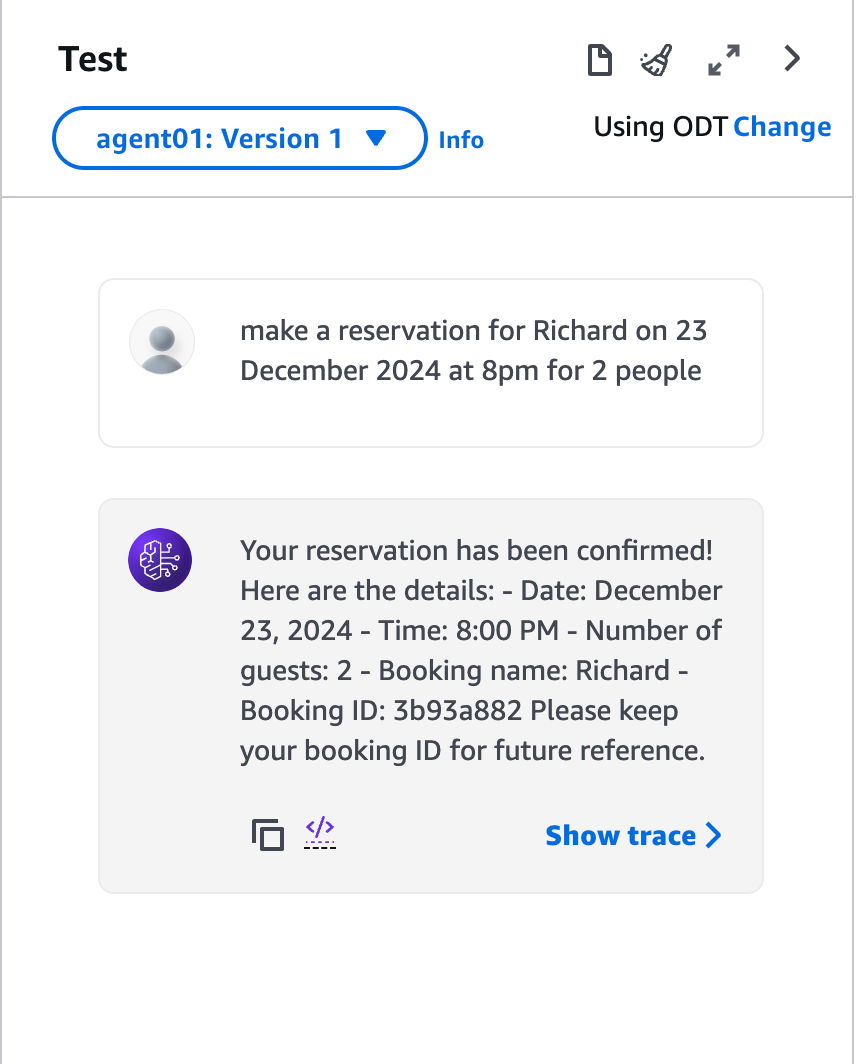 Test
agent01: Version 1
Info
Using ODT Change
make a reservation for Richard on 23
December 2024 at 8pm for 2 people
Your reservation has been confirmed!
Here are the details: - Date: December
23, 2024 - Time: 8:00 PM - Number of
guests: 2 - Booking name: Richard -
Booking ID: 3b93a882 Please keep
your booking ID for future reference.
</>
Show trace